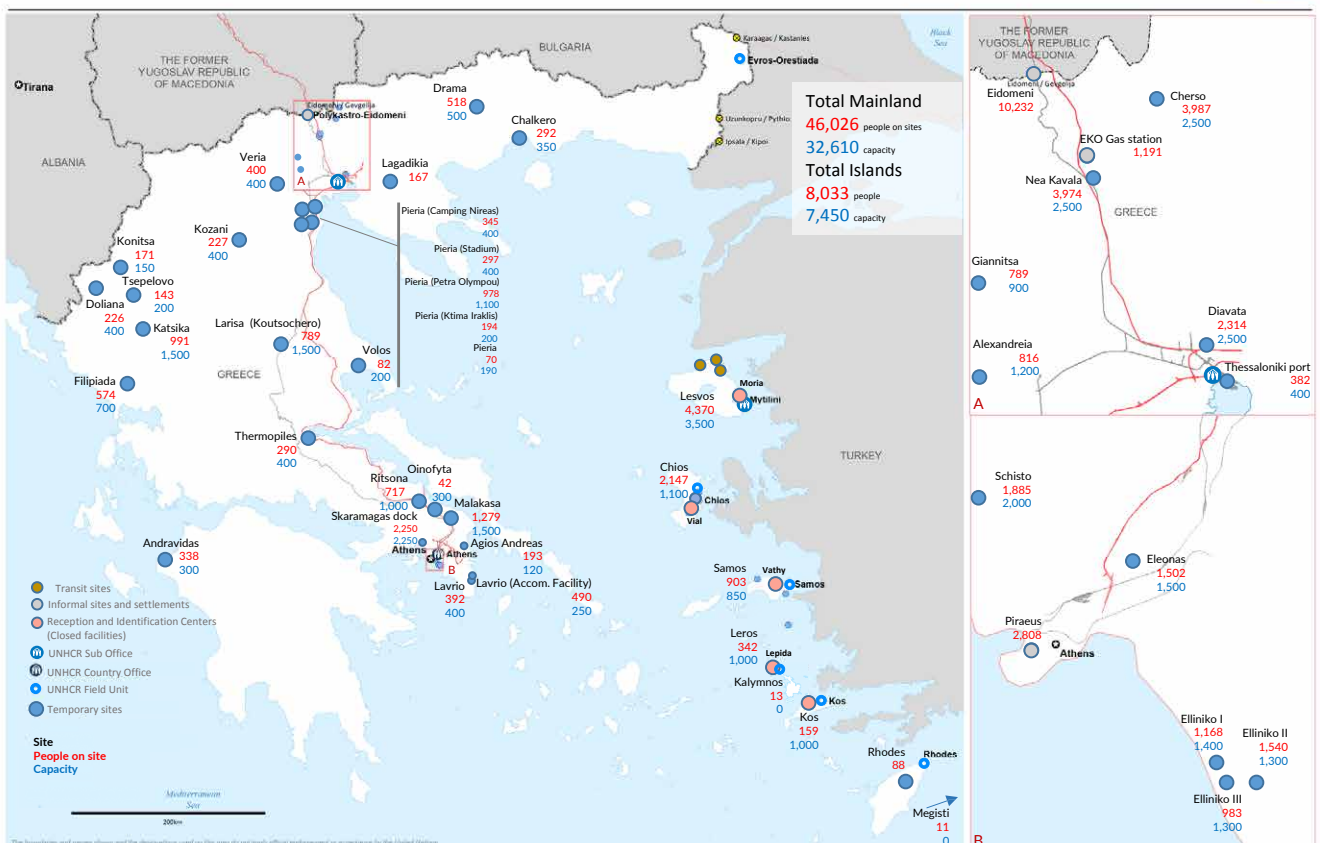 BULGARIA
THE FORMER
YUGOSLAV REPUBLIC
OF MACEDONIA
Tirana
ALBANIA
Black
Sea
Karaagas / Kastanies
Evros-Orestiada
Uzunkopru / Pythio
Ipsala / Kipoi
Eidomeni / Gevgelija
Polykastro-Eidomeni
A
Drama
518
500
Chalkero
292
350
Veria
400
400
Lagadikia
167
Total Mainland
46,026 people on sites
32,610 capacity
Total Islands
8,033 people
7,450 capacity
Kozani
227
400
Konitsa
171
150
Tsepelovo
143
200
Doliana
226
400
Katsika
991
1,500
Filipiada
574
700
Pieria (Camping Nireas)
345
400
Pieria (Stadium)
297
400
Pieria (Petra Olympou)
978
1,100
Pieria (Ktima Iraklis)
194
200
Pieria
70
190
Larisa (Koutsochero)
789
1,500
GREECE
Volos
82
200
Thermopiles
290
400
Oinofyta
42
300
Ritsona
717
1,000
Malakasa
1,279
1,500
Skaramagas dock
2,250
2,250
Athens
Athens
B
Agios Andreas
193
120
Lavrio (Accom. Facility)
490
250
Lavrio
392
400
Andravidas
338
300
Moria
Mytilini
Lesvos
4,370
3,500
TURKEY
Chios
2,147
1,100
Chios
Vial
Samos
903
850
Vathy
Samos
Leros
342
1,000
Lepida
Kalymnos
13
0
Kos
Kos
159
1,000
Rhodes
88
Rhodes
Megisti
11
0
Transit sites
Informal sites and settlements
Reception and Identification Centers
(Closed facilities)
UNHCR Sub Office
UNHCR Country Office
UNHCR Field Unit
Temporary sites
Site
People on site
Capacity
Mediterranean
Sea
200km
THE FORMER
YUGOSLAV REPUBLIC
OF MACEDONIA
Eidomeni / Gevgelija
Eidomeni
10,232
Cherso
3,987
2,500
EKO Gas station
1,191
Nea Kavala
3,974
2,500
GREECE
Giannitsa
789
900
Diavata
2,314
2,500
Alexandreia
816
1,200
Thessaloniki port
382
400
A
Schisto
1,885
2,000
Eleonas
1,502
1,500
Piraeus
2,808
Athens
Elliniko I
1,168
1,400
Elliniko II
1,540
1,300
Elliniko III
983
1,300
B